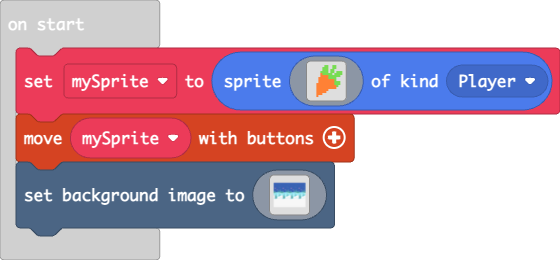 on start
set mySprite to sprite of kind Player
move mySprite with buttons
set background image to